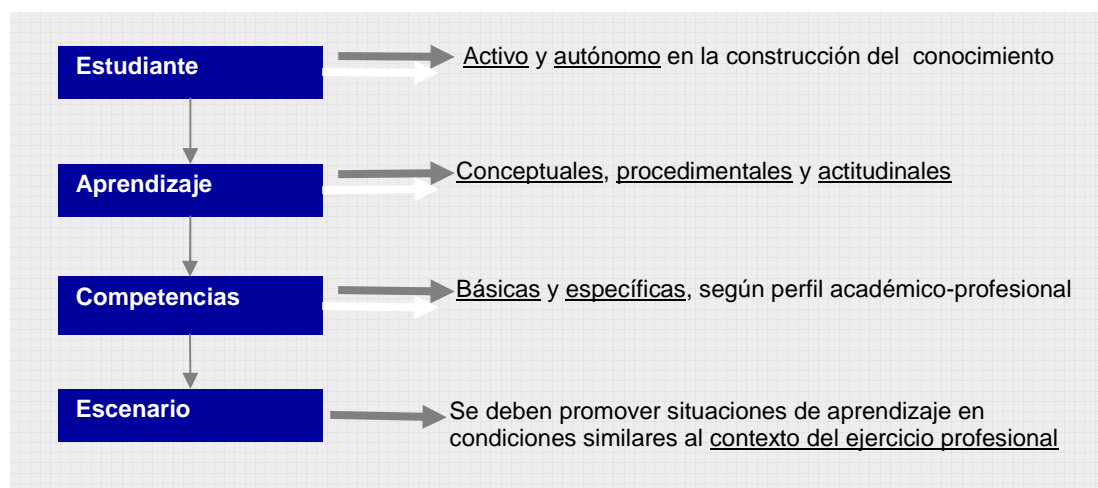 Estudiante
Activo y autónomo en la construcción del conocimiento
Aprendizaje
Conceptuales, procedimentales y actitudinales
Competencias
Básicas y específicas, según perfil académico-profesional
Escenario
Se deben promover situaciones de aprendizaje en
condiciones similares al contexto del ejercicio profesional